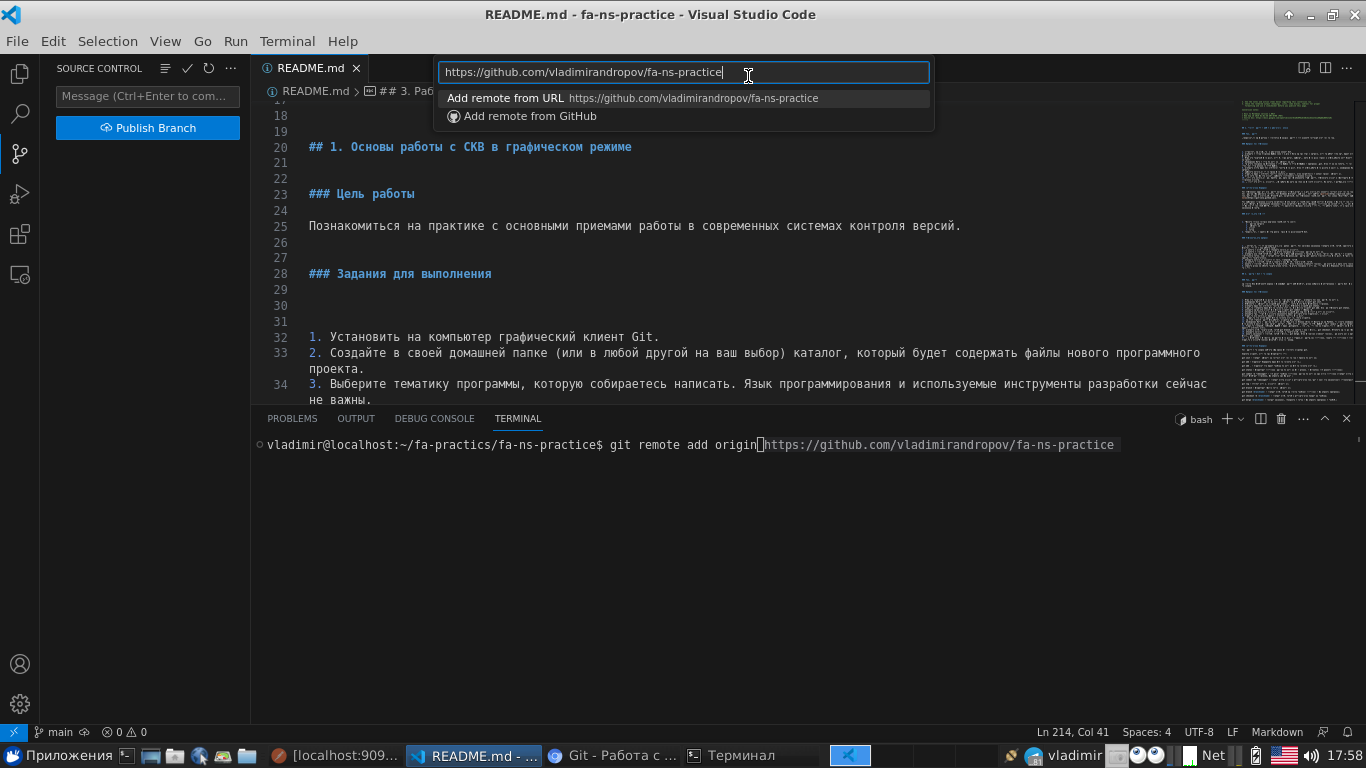 README.md - fa-ns-practice - Visual Studio Code
File Edit Selection View Go Run Terminal Help
SOURCE CONTROL
README.md
https://github.com/vladimirandropov/fa-ns-practice
README.md ## 3. Раб
Add remote from URL https://github.com/vladimirandropov/fa-ns-practice
Message (Ctrl+Enter to com...
Add remote from GitHub
Publish Branch
18
19
20 ## 1. Основы работы с СКВ в графическом режиме
21
22
23 ### Цель работы
24
25 Познакомиться на практике с основными приемами работы в современных системах контроля версий.
26
27
28 ### Задания для выполнения
29
30
31
32 1. Установить на компьютер графический клиент Git.
33 2. Создайте в своей домашней папке (или в любой другой на ваш выбор) каталог, который будет содержать файлы нового программного
проекта.
34 3. Выберите тематику программы, которую собираетесь написать. Язык программирования и используемые инструменты разработки сейчас
не важны.
PROBLEMS OUTPUT DEBUG CONSOLE TERMINAL
bash
vladimir@localhost:~/fa-practics/fa-ns-practice$ git remote add origin https://github.com/vladimirandropov/fa-ns-practice
main 0 0 Ln 214, Col 41 Spaces: 4 UTF-8 LF Markdown
Приложения [localhost:909... README.md - ... Git - Работа с ... Терминал 81 vladimir Net 17:58